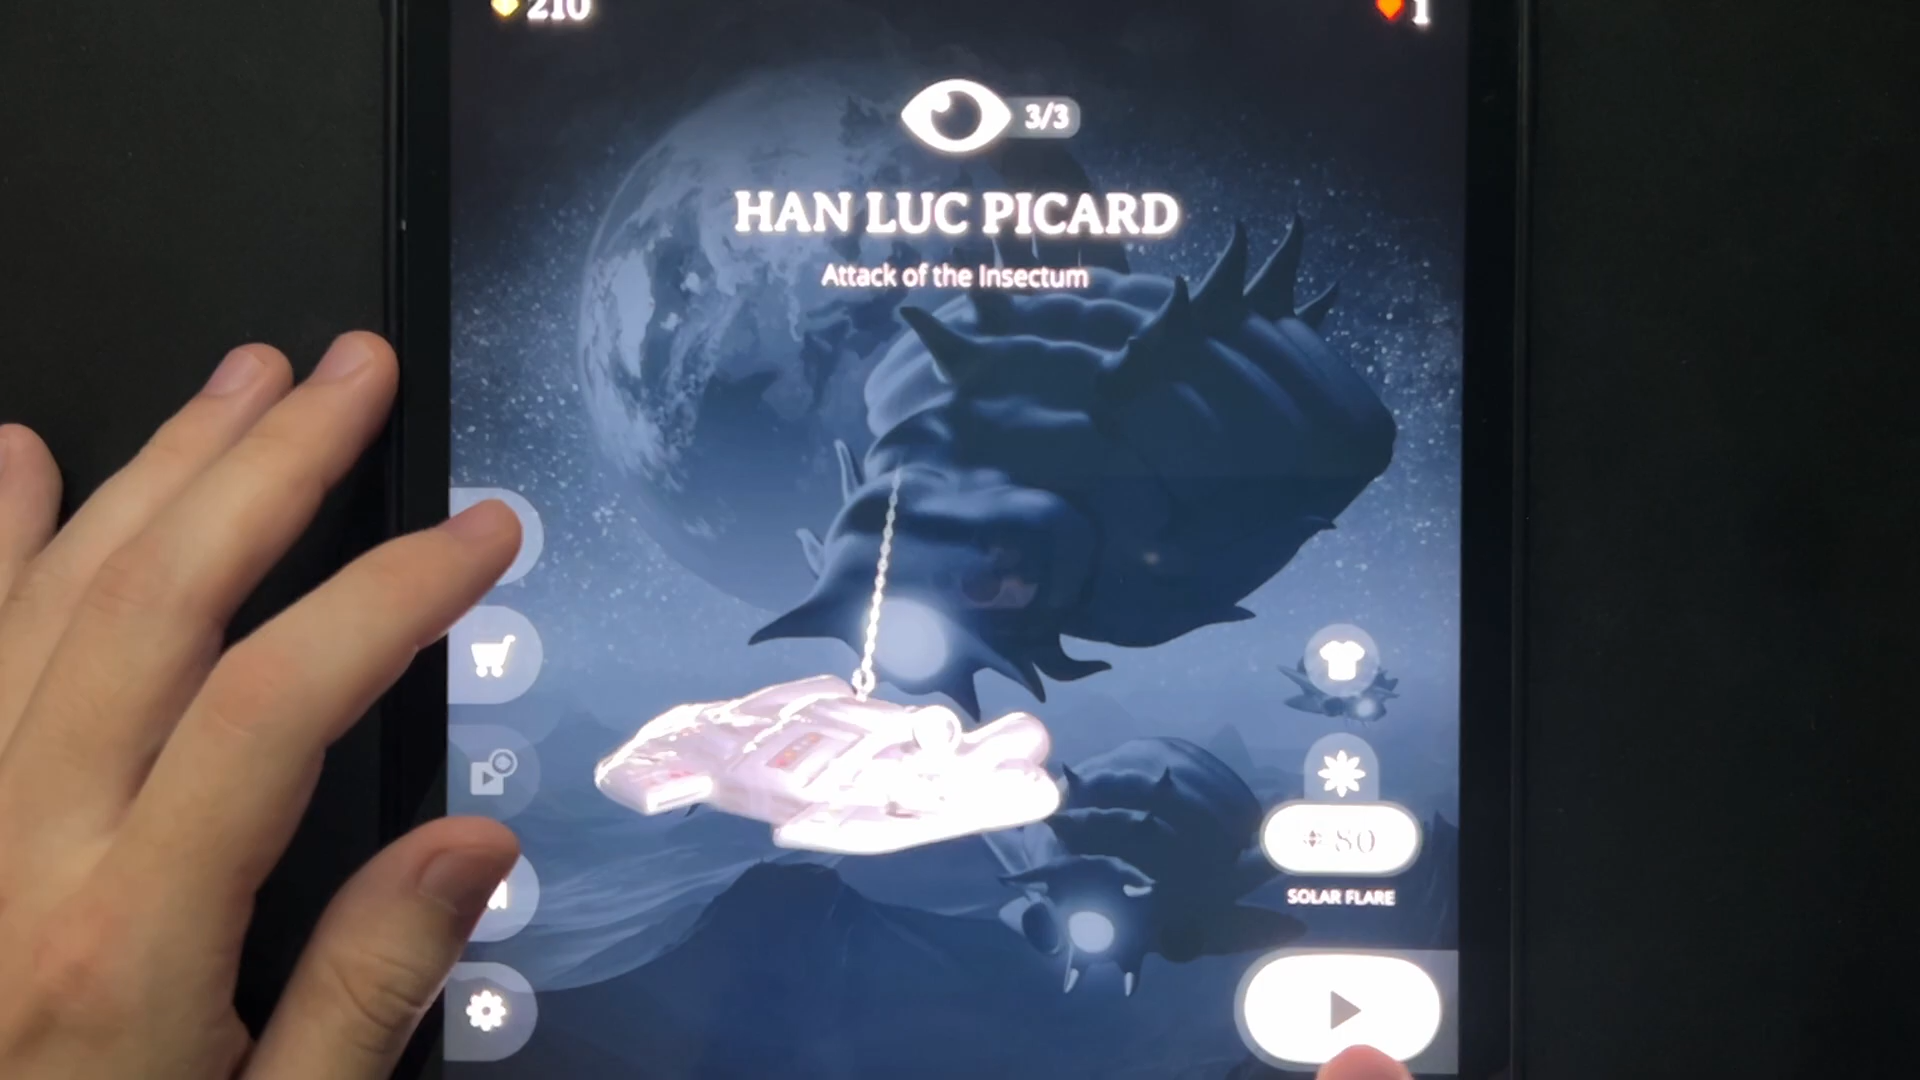 210
1
3/3
HAN LUC PICARD
Attack of the Insectum
80
SOLAR FLARE